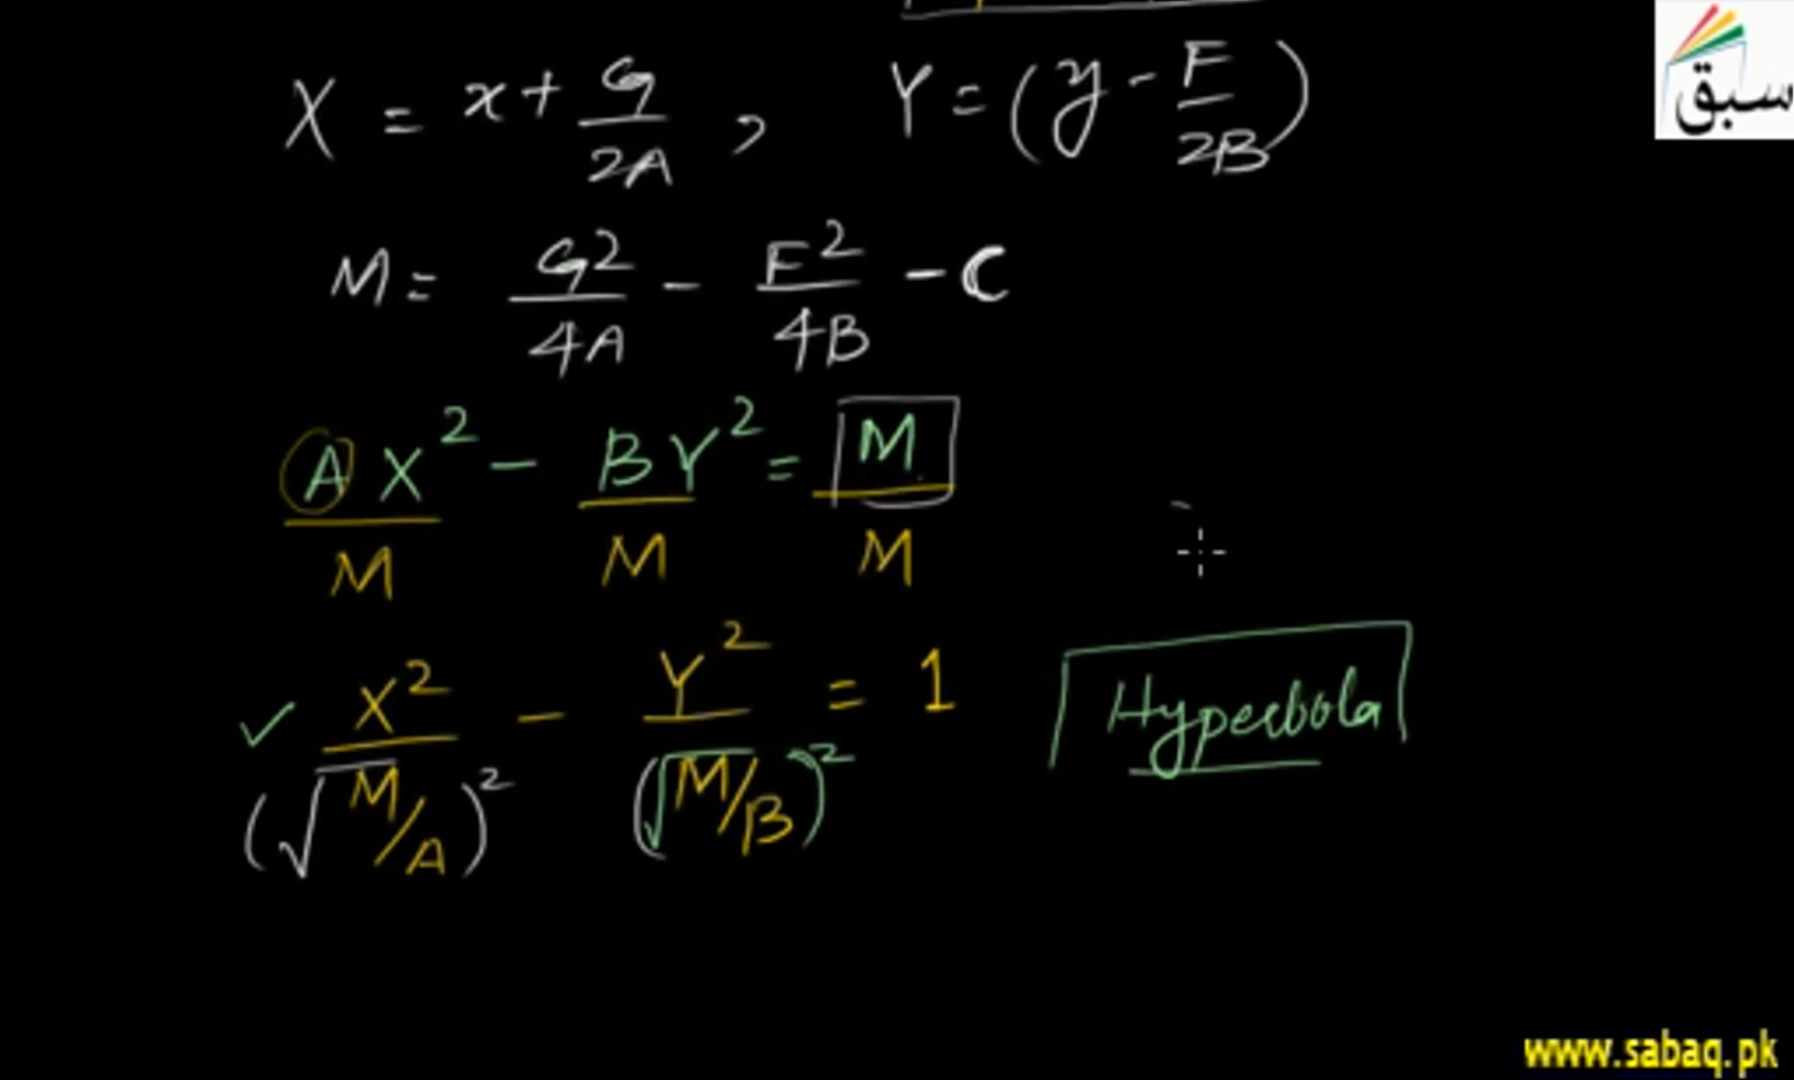 سبق
X = x + G/2A , Y = (y - F/2B)
M = G²/4A - F²/4B - C
AX²/M - BY²/M = M/M
✓ X²/(√M/A)² - Y²/(√M/B)² = 1 Hyperbola
www.sabaq.pk